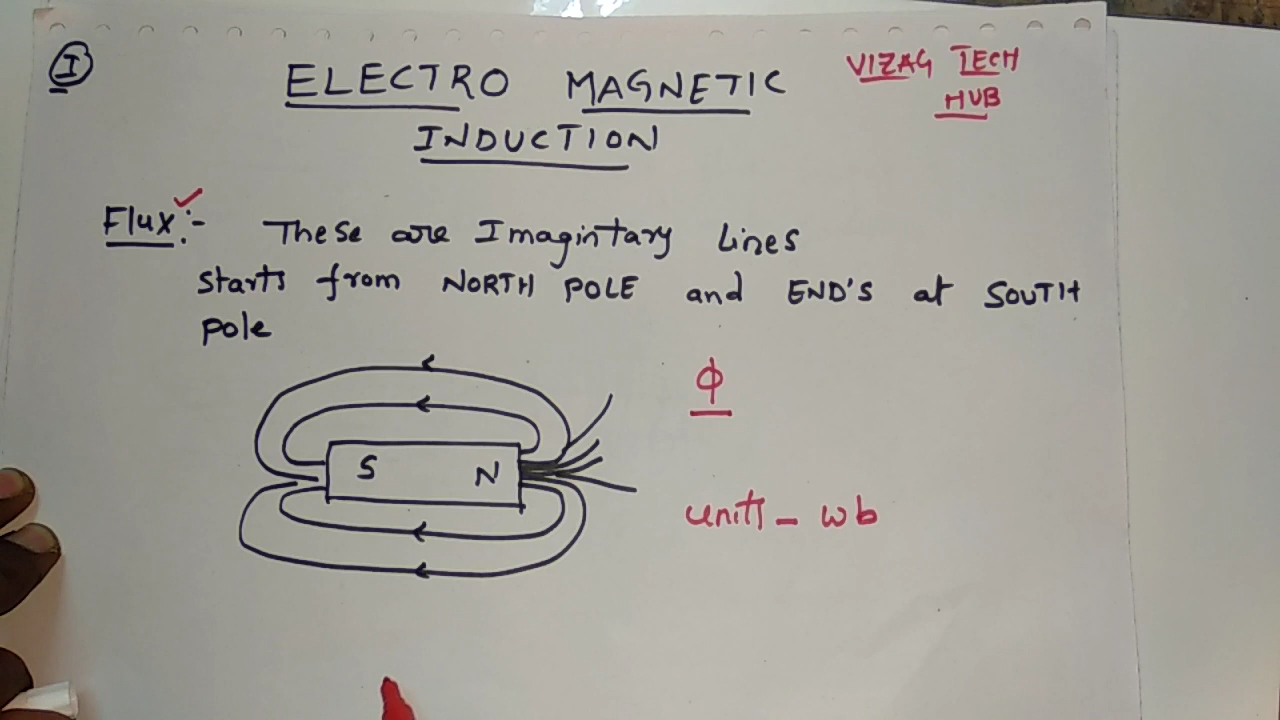 I
ELECTRO MAGNETIC
INDUCTION
VIZAG TECH
HUB
Flux:- These are Imagintary Lines
starts from NORTH POLE and END'S at SOUTH
pole
S N
Φ
units - wb